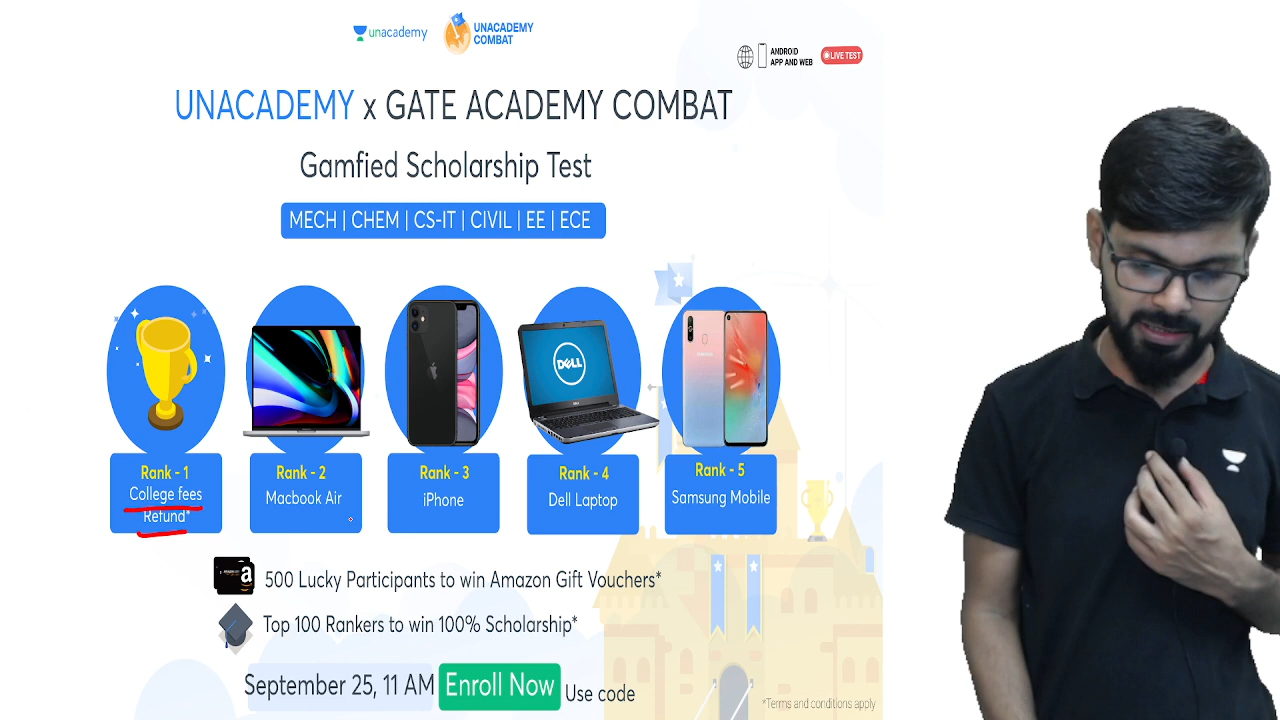 unacademy
UNACADEMY
COMBAT
ANDROID
APP AND WEB
LIVE TEST
UNACADEMY x GATE ACADEMY COMBAT
Gamfied Scholarship Test
MECH | CHEM | CS-IT | CIVIL | EE | ECE
DELL
Rank - 1
College fees
Refund*
Rank - 2
Macbook Air
Rank - 3
iPhone
Rank - 4
Dell Laptop
Rank - 5
Samsung Mobile
a
500 Lucky Participants to win Amazon Gift Vouchers*
Top 100 Rankers to win 100% Scholarship*
September 25, 11 AM Enroll Now Use code
*Terms and conditions apply